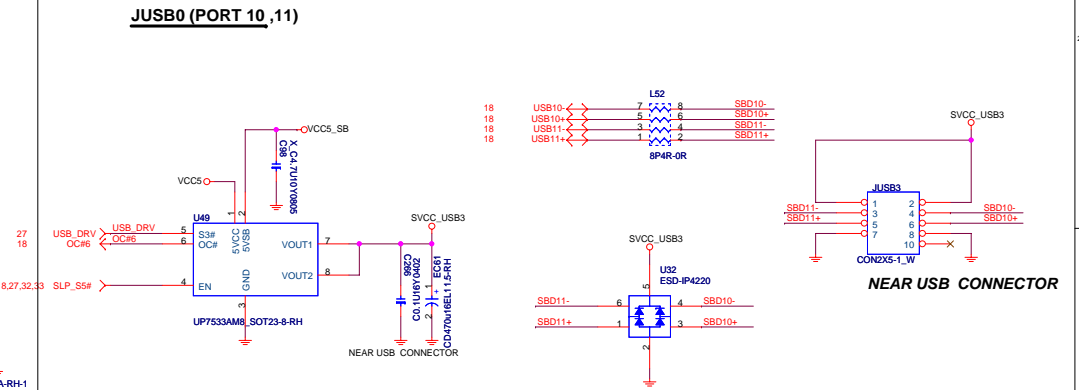 JUSB0 (PORT 10 ,11)
VCC5_SB
C98
X_C4.7U10Y0805
VCC5
1
2
U49
27
USB_DRV
USB_DRV
5
S3#
18
OC#6
OC#6
6
OC#
5VCC
5VSB
VOUT1
7
VOUT2
8
8,27,32,33
SLP_S5#
4
EN
GND
3
UP7533AM8_SOT23-8-RH
SVCC_USB3
C266
C0.1U16Y0402
1
+
2
EC61
CD470u16EL11.5-RH
NEAR USB CONNECTOR
A-RH-1
L52
18
USB10-
7
8
SBD10-
18
USB10+
5
6
SBD10+
18
USB11-
3
4
SBD11-
18
USB11+
1
2
SBD11+
8P4R-0R
SVCC_USB3
U32
ESD-IP4220
5
SBD11-
6
4
SBD10-
SBD11+
1
3
SBD10+
2
SVCC_USB3
JUSB3
1
2
SBD11-
3
4
SBD10-
SBD11+
5
6
SBD10+
7
8
10
CON2X5-1_W
NEAR USB CONNECTOR